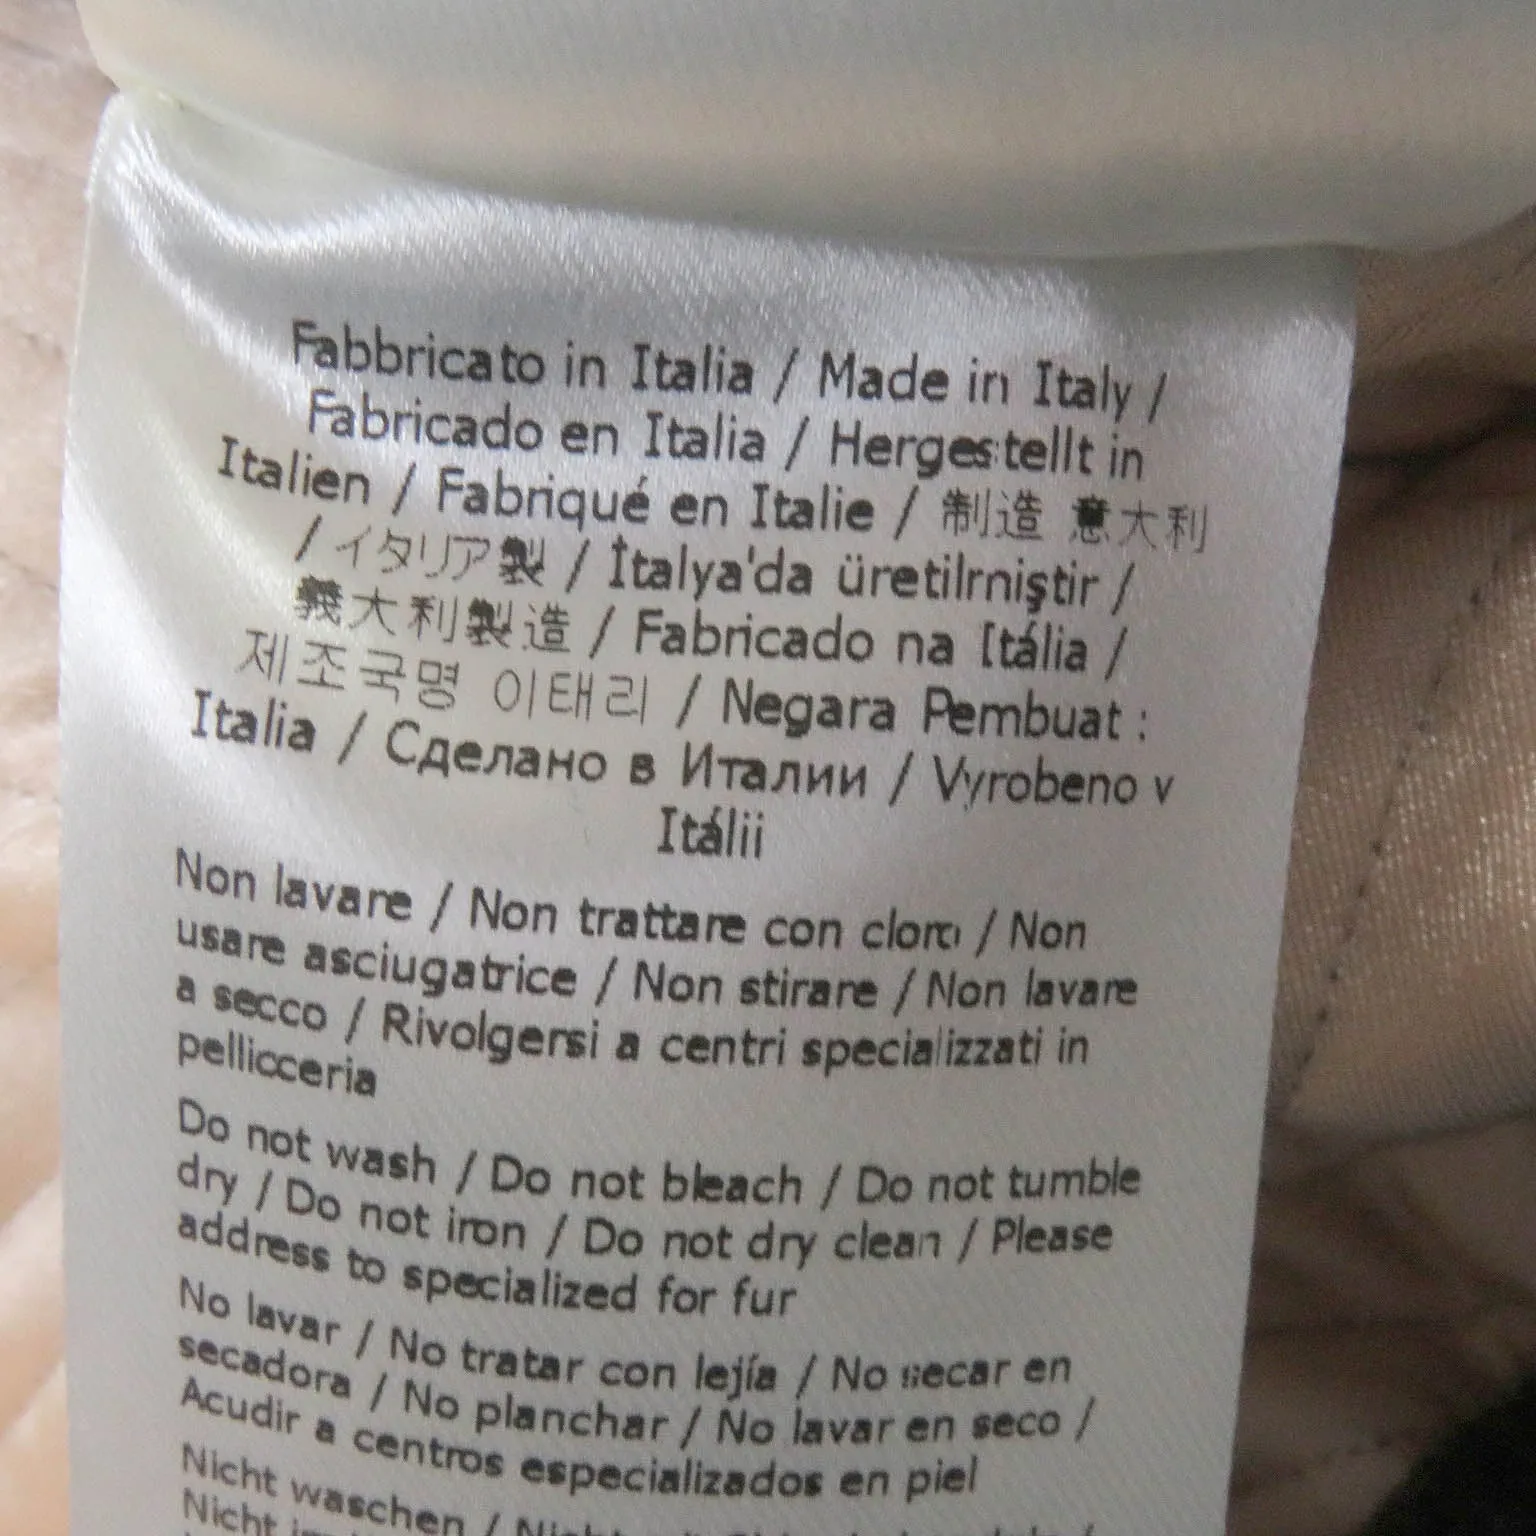 Fabbricato in Italia / Made in Italy /
Fabricado en Italia / Hergestellt in
Italien / Fabriqué en Italie / 制造 意大利
/ イタリア製 / İtalya'da üretilmiştir /
義大利製造 / Fabricado na Itália /
제조국명 이태리 / Negara Pembuat :
Italia / Сделано в Италии / Vyrobeno v
Itálii
Non lavare / Non trattare con cloro / Non
usare asciugatrice / Non stirare / Non lavare
a secco / Rivolgersi a centri specializzati in
pellicceria
Do not wash / Do not bleach / Do not tumble
dry / Do not iron / Do not dry clean / Please
address to specialized for fur
No lavar / No tratar con lejía / No secar en
secadora / No planchar / No lavar en seco /
Acudir a centros especializados en piel
Nicht waschen /
Nicht